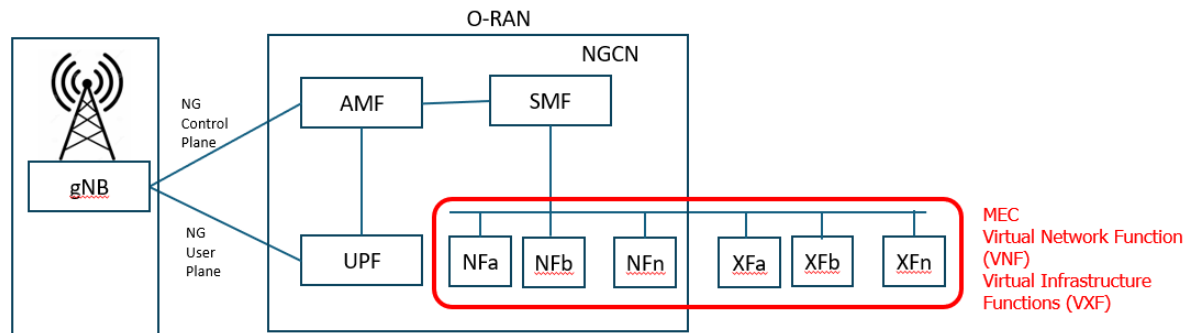 O-RAN
NGCN
AMF
SMF
NG
Control
Plane
gNB
NG
User
Plane
UPF
NFa
NFb
NFn
XFa
XFb
XFn
MEC
Virtual Network Function
(VNF)
Virtual Infrastructure
Functions (VXF)